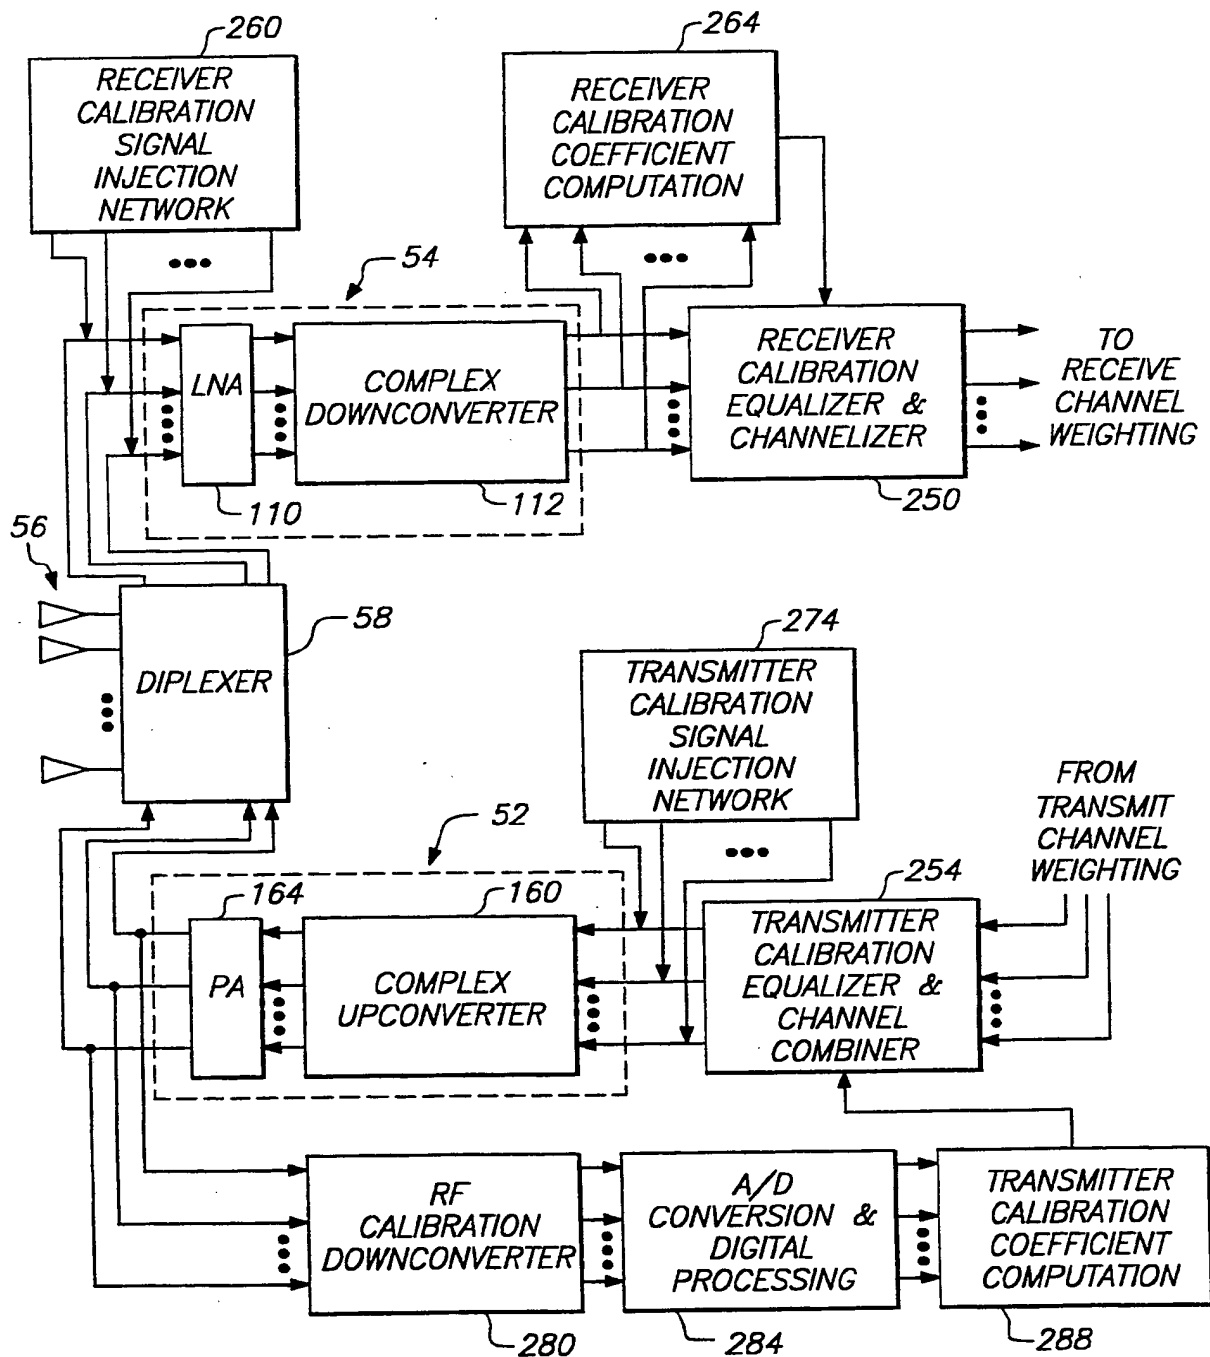 260
RECEIVER
CALIBRATION
SIGNAL
INJECTION
NETWORK
264
RECEIVER
CALIBRATION
COEFFICIENT
COMPUTATION
54
LNA
110
COMPLEX
DOWNCONVERTER
112
RECEIVER
CALIBRATION
EQUALIZER &
CHANNELIZER
250
TO
RECEIVE
CHANNEL
WEIGHTING
56
DIPLEXER
58
274
TRANSMITTER
CALIBRATION
SIGNAL
INJECTION
NETWORK
52
FROM
TRANSMIT
CHANNEL
WEIGHTING
164
PA
160
COMPLEX
UPCONVERTER
254
TRANSMITTER
CALIBRATION
EQUALIZER &
CHANNEL
COMBINER
RF
CALIBRATION
DOWNCONVERTER
280
A/D
CONVERSION &
DIGITAL
PROCESSING
284
TRANSMITTER
CALIBRATION
COEFFICIENT
COMPUTATION
288